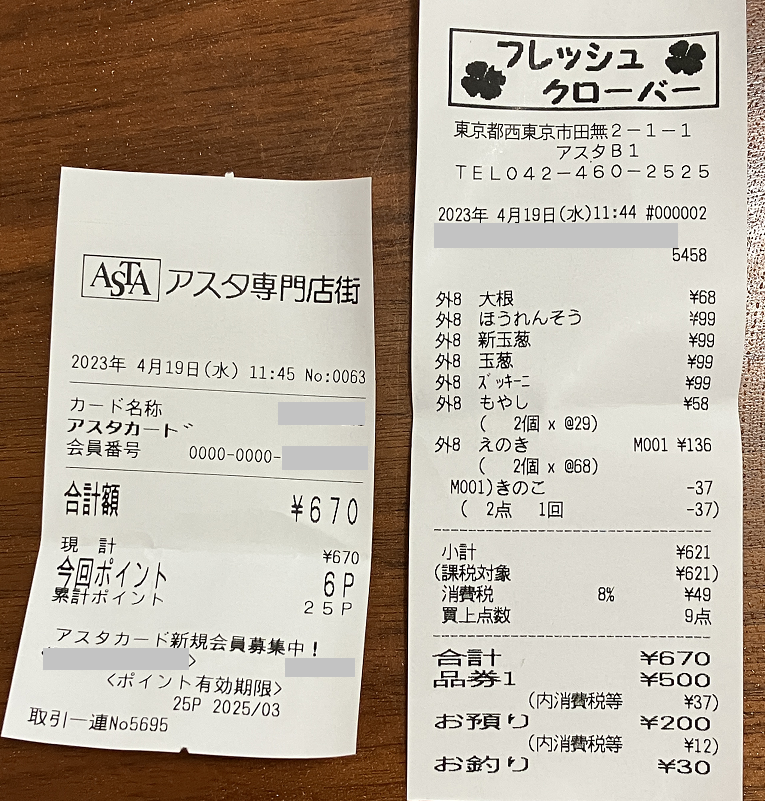 ASTA アスタ専門店街
2023年 4月19日(水) 11:45 No:0063
カード名称
アスタカード
会員番号 0000-0000-
合計額 ¥670
現 計 ¥670
今回ポイント 6P
累計ポイント 25P
アスタカード新規会員募集中!
>
<ポイント有効期限>
25P 2025/03
取引一連No5695
フレッシュ
クローバー
東京都西東京市田無2-1-1
アスタB1
TEL042-460-2525
2023年 4月19日(水)11:44 #000002
5458
外8 大根 ¥68
外8 ほうれんそう ¥99
外8 新玉葱 ¥99
外8 玉葱 ¥99
外8 ズッキーニ ¥99
外8 もやし ¥58
( 2個 x @29)
外8 えのき M001 ¥136
( 2個 x @68)
M001)きのこ -37
( 2点 1回 -37)
小計 ¥621
(課税対象 ¥621)
消費税 8% ¥49
買上点数 9点
合計 ¥670
品券1 ¥500
(内消費税等 ¥37)
お預り ¥200
(内消費税等 ¥12)
お釣り ¥30